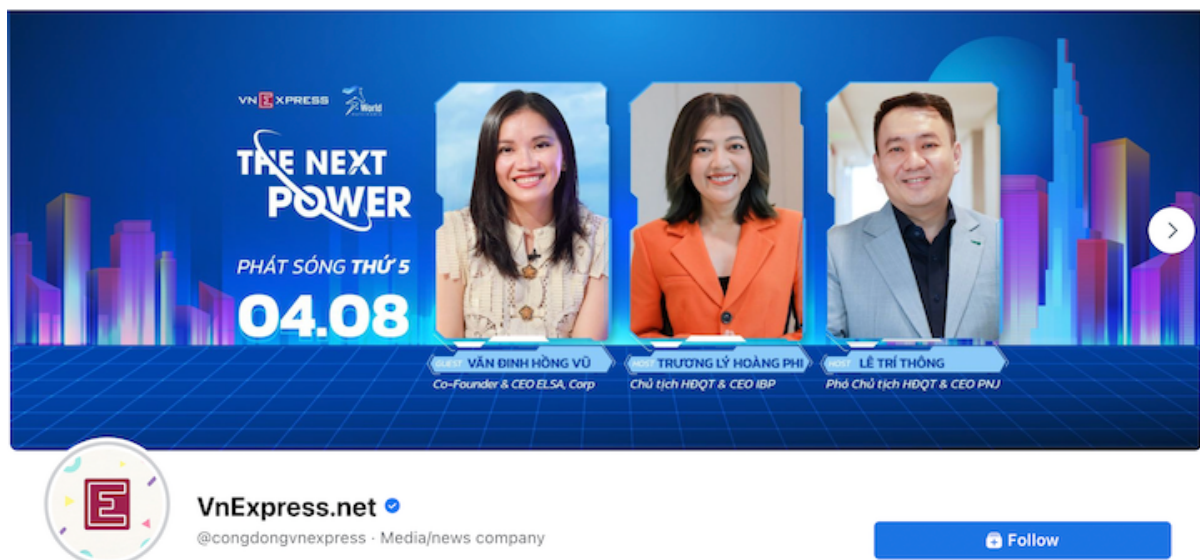 VNEXPRESS
World
THE NEXT
POWER
PHÁT SÓNG THỨ 5
04.08
GUEST VĂN ĐINH HỒNG VŨ
Co-Founder & CEO ELSA, Corp
HOST TRƯƠNG LÝ HOÀNG PHI
Chủ tịch HĐQT & CEO IBP
HOST LÊ TRÍ THÔNG
Phó Chủ tịch HĐQT & CEO PNJ
E
VnExpress.net
@congdongvnexpress · Media/news company
Follow